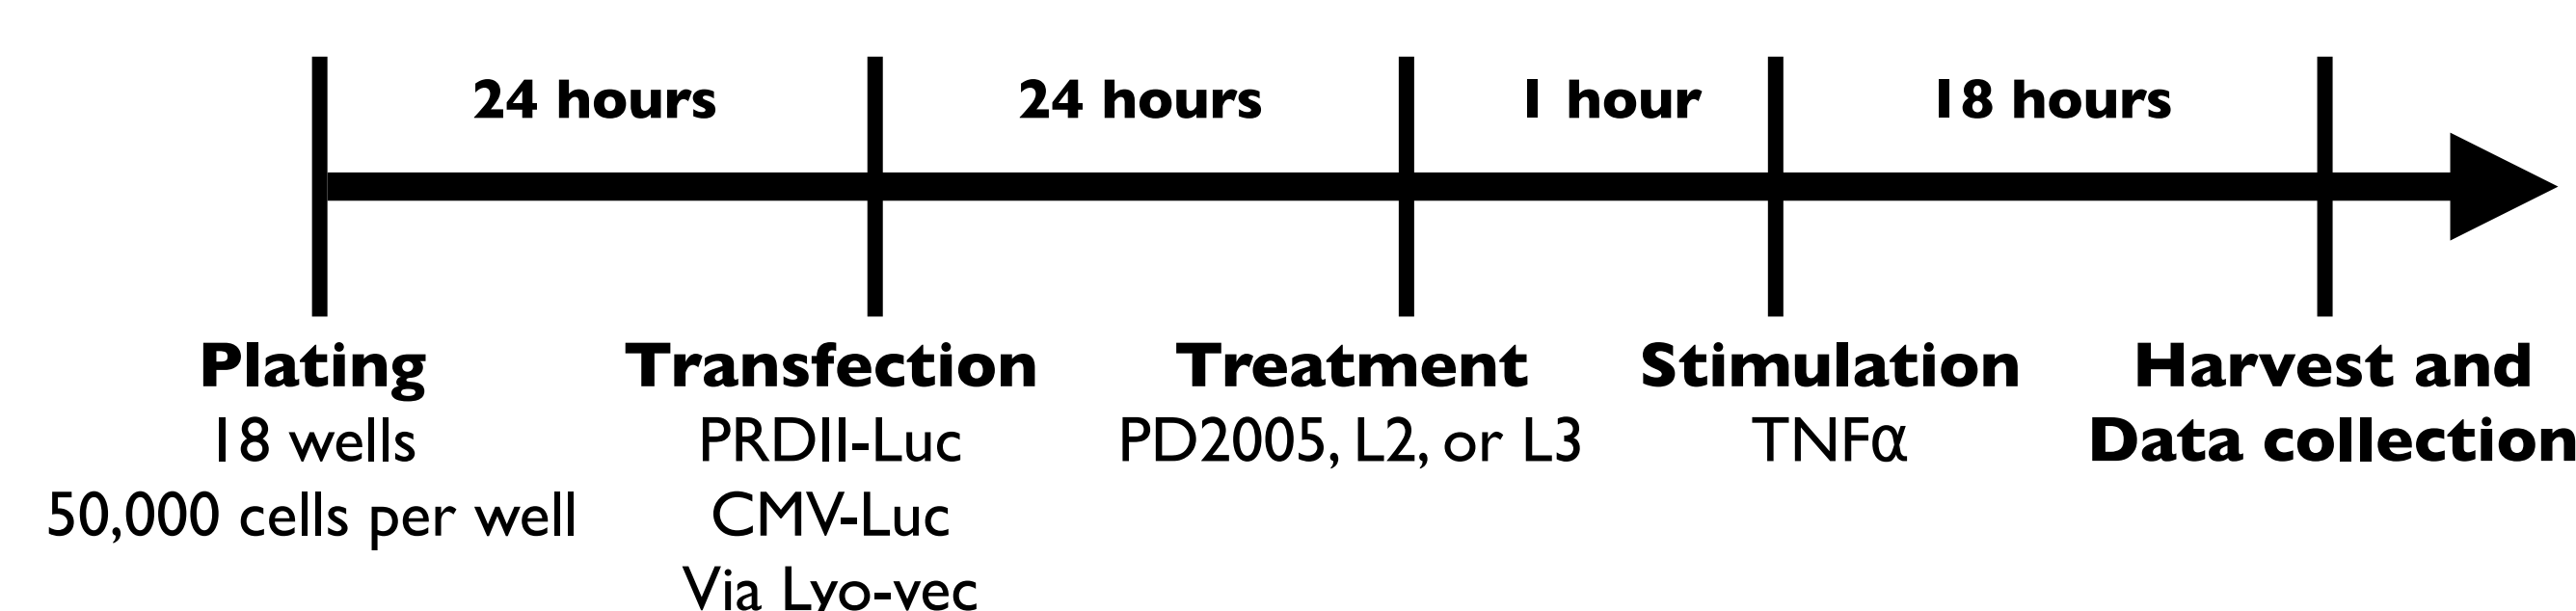 24 hours
24 hours
1 hour
18 hours
Plating
18 wells
50,000 cells per well
Transfection
PRDII-Luc
CMV-Luc
Via Lyo-vec
Treatment
PD2005, L2, or L3
Stimulation
TNFα
Harvest and
Data collection